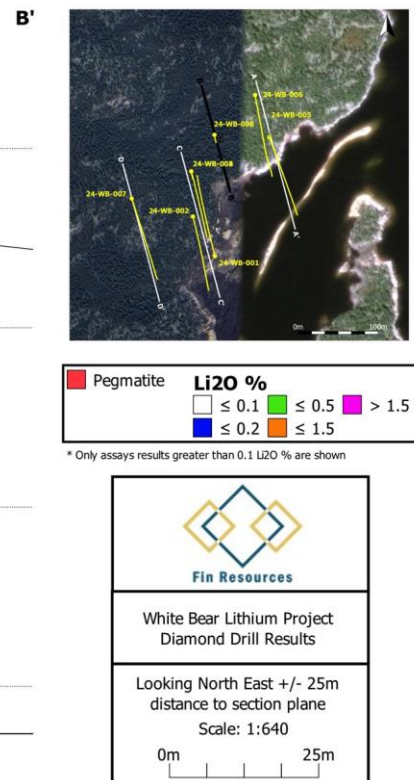 B'
A
24-WB-006
24-WB-005
B
24-WB-008
C
D
24-WB-007
24-WB-002
B'
A'
24-WB-001
C'
D'
0m 100m
Pegmatite
Li2O %
≤ 0.1 ≤ 0.5 > 1.5
≤ 0.2 ≤ 1.5
* Only assays results greater than 0.1 Li2O % are shown
Fin Resources
White Bear Lithium Project
Diamond Drill Results
Looking North East +/- 25m
distance to section plane
Scale: 1:640
0m 25m